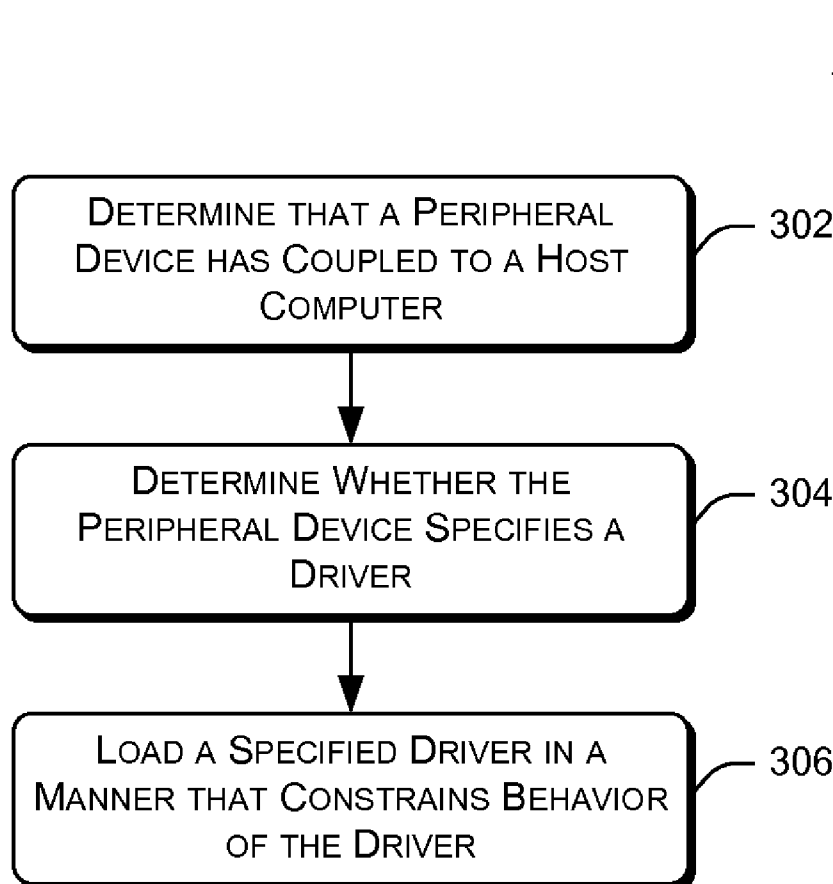 DETERMINE THAT A PERIPHERAL
DEVICE HAS COUPLED TO A HOST
COMPUTER
302
DETERMINE WHETHER THE
PERIPHERAL DEVICE SPECIFIES A
DRIVER
304
LOAD A SPECIFIED DRIVER IN A
MANNER THAT CONSTRAINS BEHAVIOR
OF THE DRIVER
306